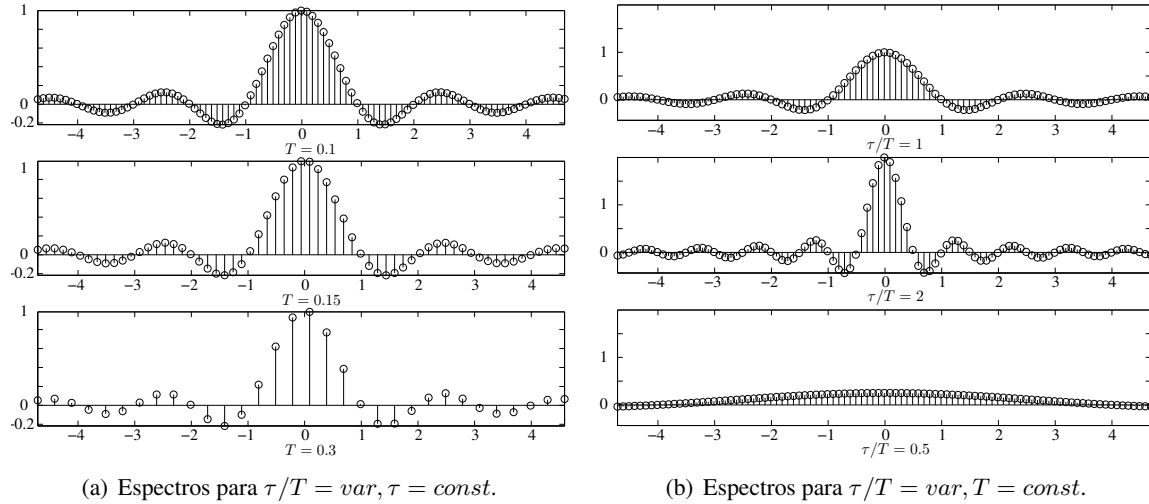 1
0
-0.2
−4 −3 −2 −1 0 1 2 3 4
T = 0.1
1
0
-0.2
−4 −3 −2 −1 0 1 2 3 4
T = 0.15
1
0
-0.2
−4 −3 −2 −1 0 1 2 3 4
T = 0.3
(a) Espectros para τ/T = var, τ = const.
1
0
−4 −3 −2 −1 0 1 2 3 4
τ/T = 1
1
0
−4 −3 −2 −1 0 1 2 3 4
τ/T = 2
1
0
−4 −3 −2 −1 0 1 2 3 4
τ/T = 0.5
(b) Espectros para τ/T = var, T = const.